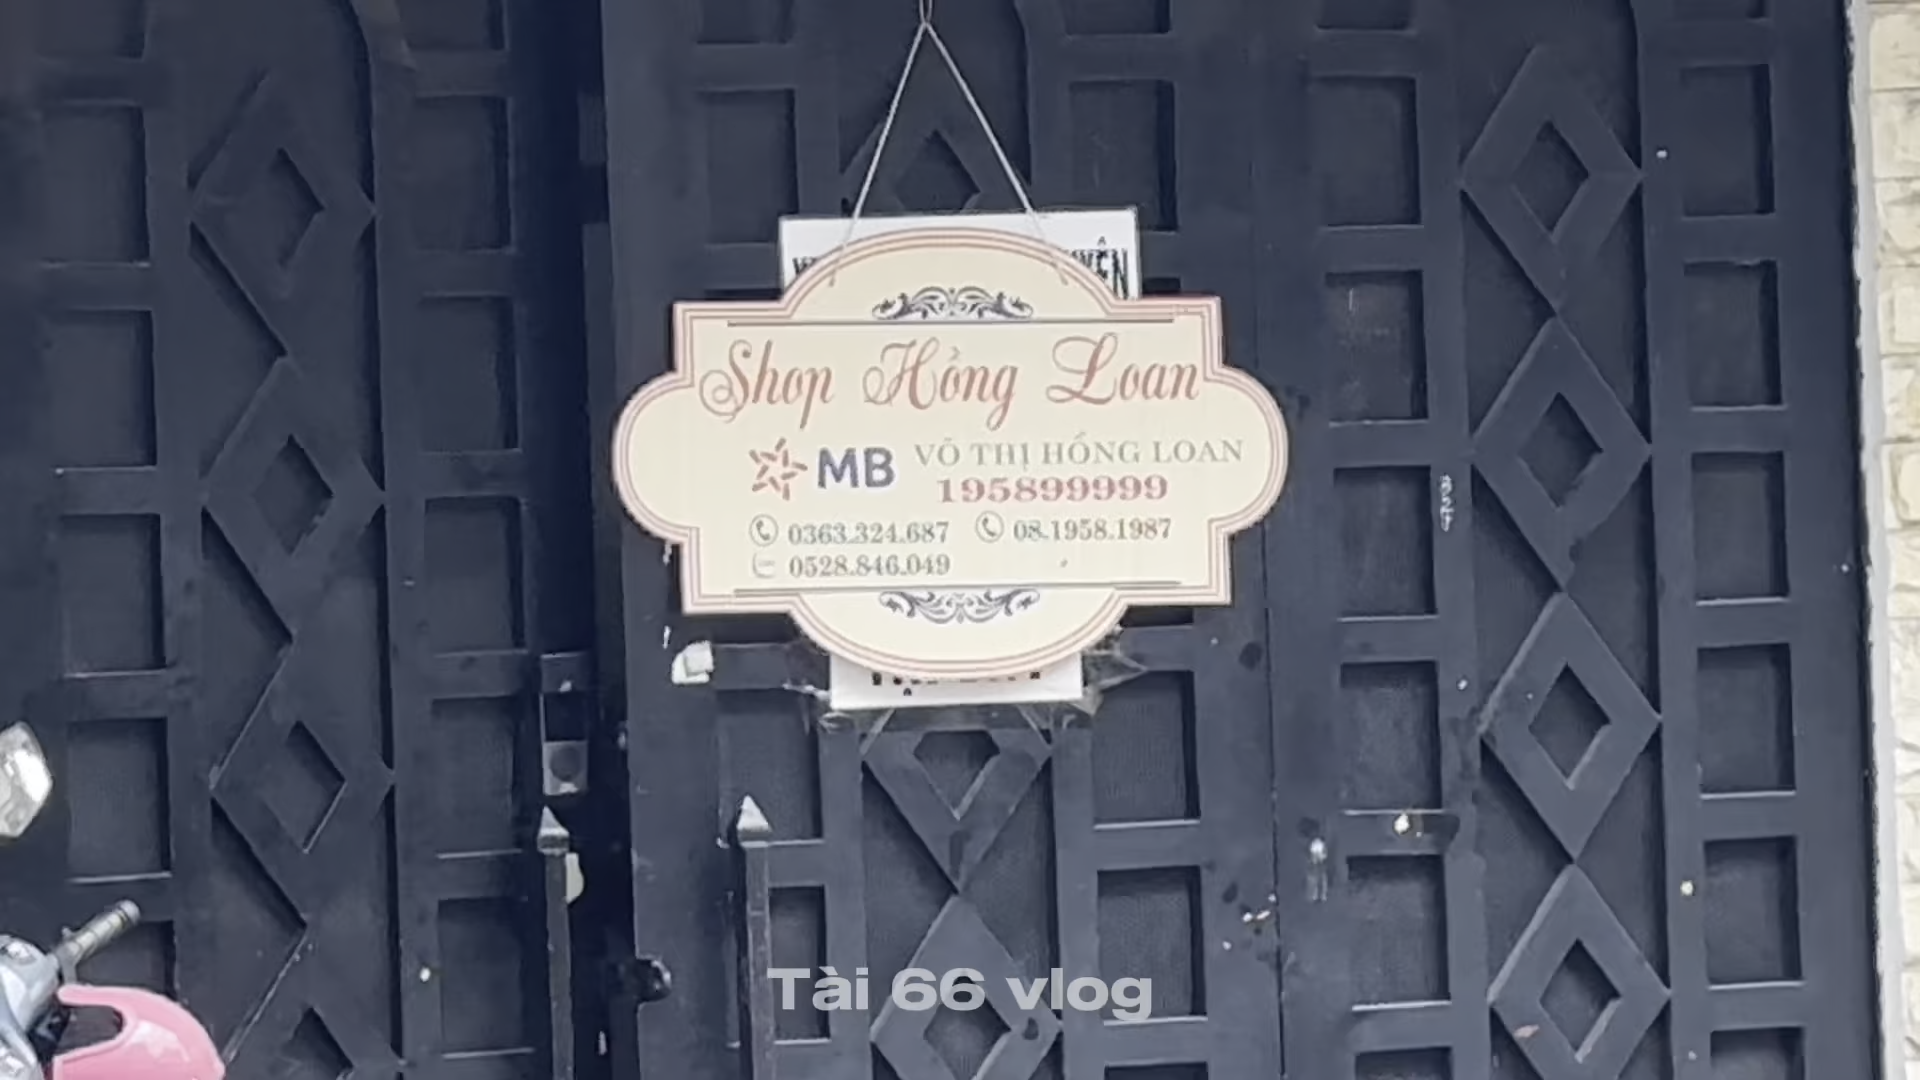 Shop Hồng Loan
MB
VÕ THỊ HỒNG LOAN
195899999
0363.324.687
08.1958.1987
0528.846.049
Tài 66 vlog